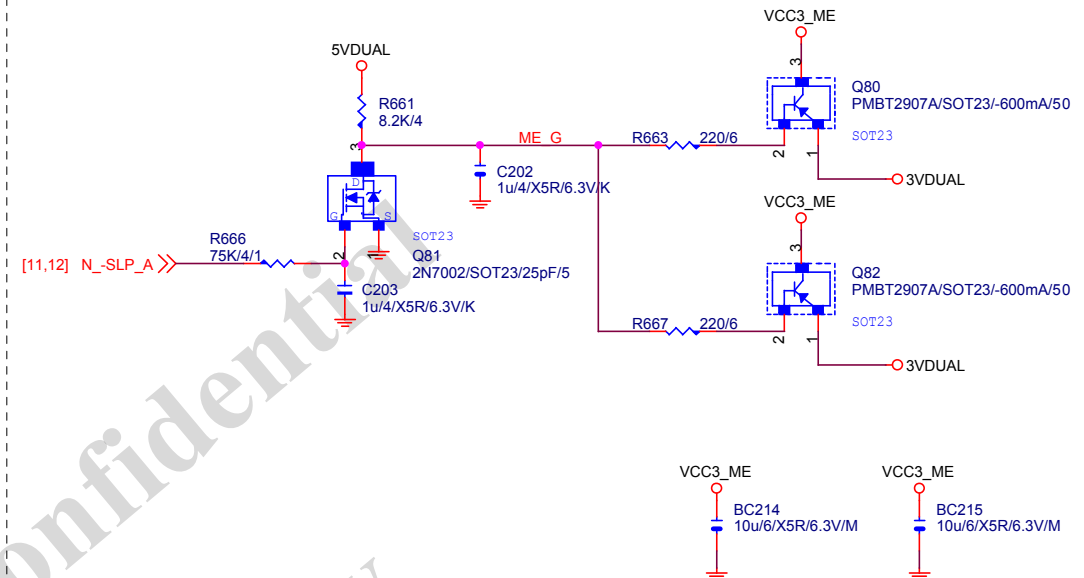 VCC3_ME
5VDUAL
3
Q80
PMBT2907A/SOT23/-600mA/50
R661
8.2K/4
SOT23
3
ME_G
R663
220/6
2
1
C202
1u/4/X5R/6.3V/K
3VDUAL
D
VCC3_ME
G
S
SOT23
3
R666
75K/4/1
Q81
2N7002/SOT23/25pF/5
[11,12] N_-SLP_A
2
1
Q82
PMBT2907A/SOT23/-600mA/50
C203
1u/4/X5R/6.3V/K
SOT23
R667
220/6
2
1
3VDUAL
VCC3_ME
VCC3_ME
BC214
10u/6/X5R/6.3V/M
BC215
10u/6/X5R/6.3V/M
onfidential